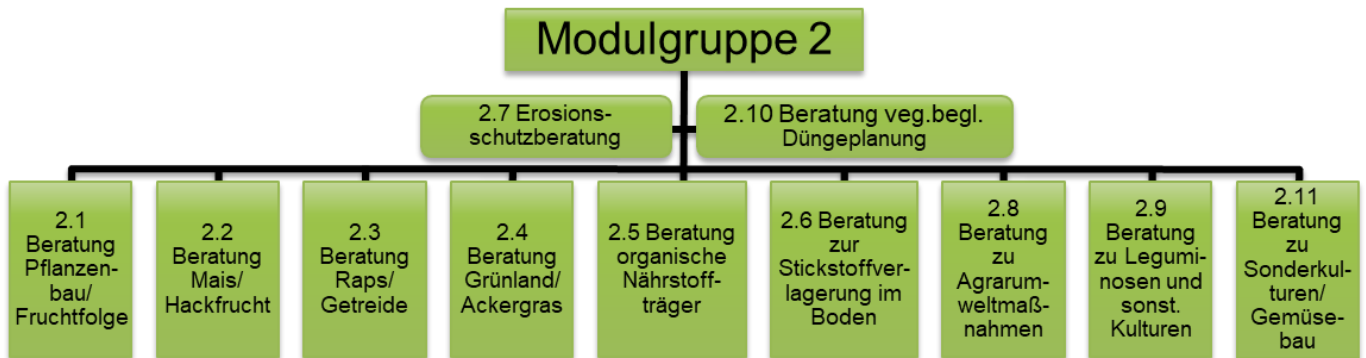 Modulgruppe 2
2.7 Erosions-
schutzberatung
2.10 Beratung veg.begl.
Düngeplanung
2.1
Beratung
Pflanzen-
bau/
Fruchtfolge
2.2
Beratung
Mais/
Hackfrucht
2.3
Beratung
Raps/
Getreide
2.4
Beratung
Grünland/
Ackergras
2.5 Beratung
organische
Nährstoff-
träger
2.6 Beratung
zur
Stickstoffver-
lagerung im
Boden
2.8
Beratung
zu
Agrarum-
weltmaß-
nahmen
2.9
Beratung
zu Legumi-
nosen und
sonst.
Kulturen
2.11
Beratung
zu
Sonderkul-
turen/
Gemüse-
bau